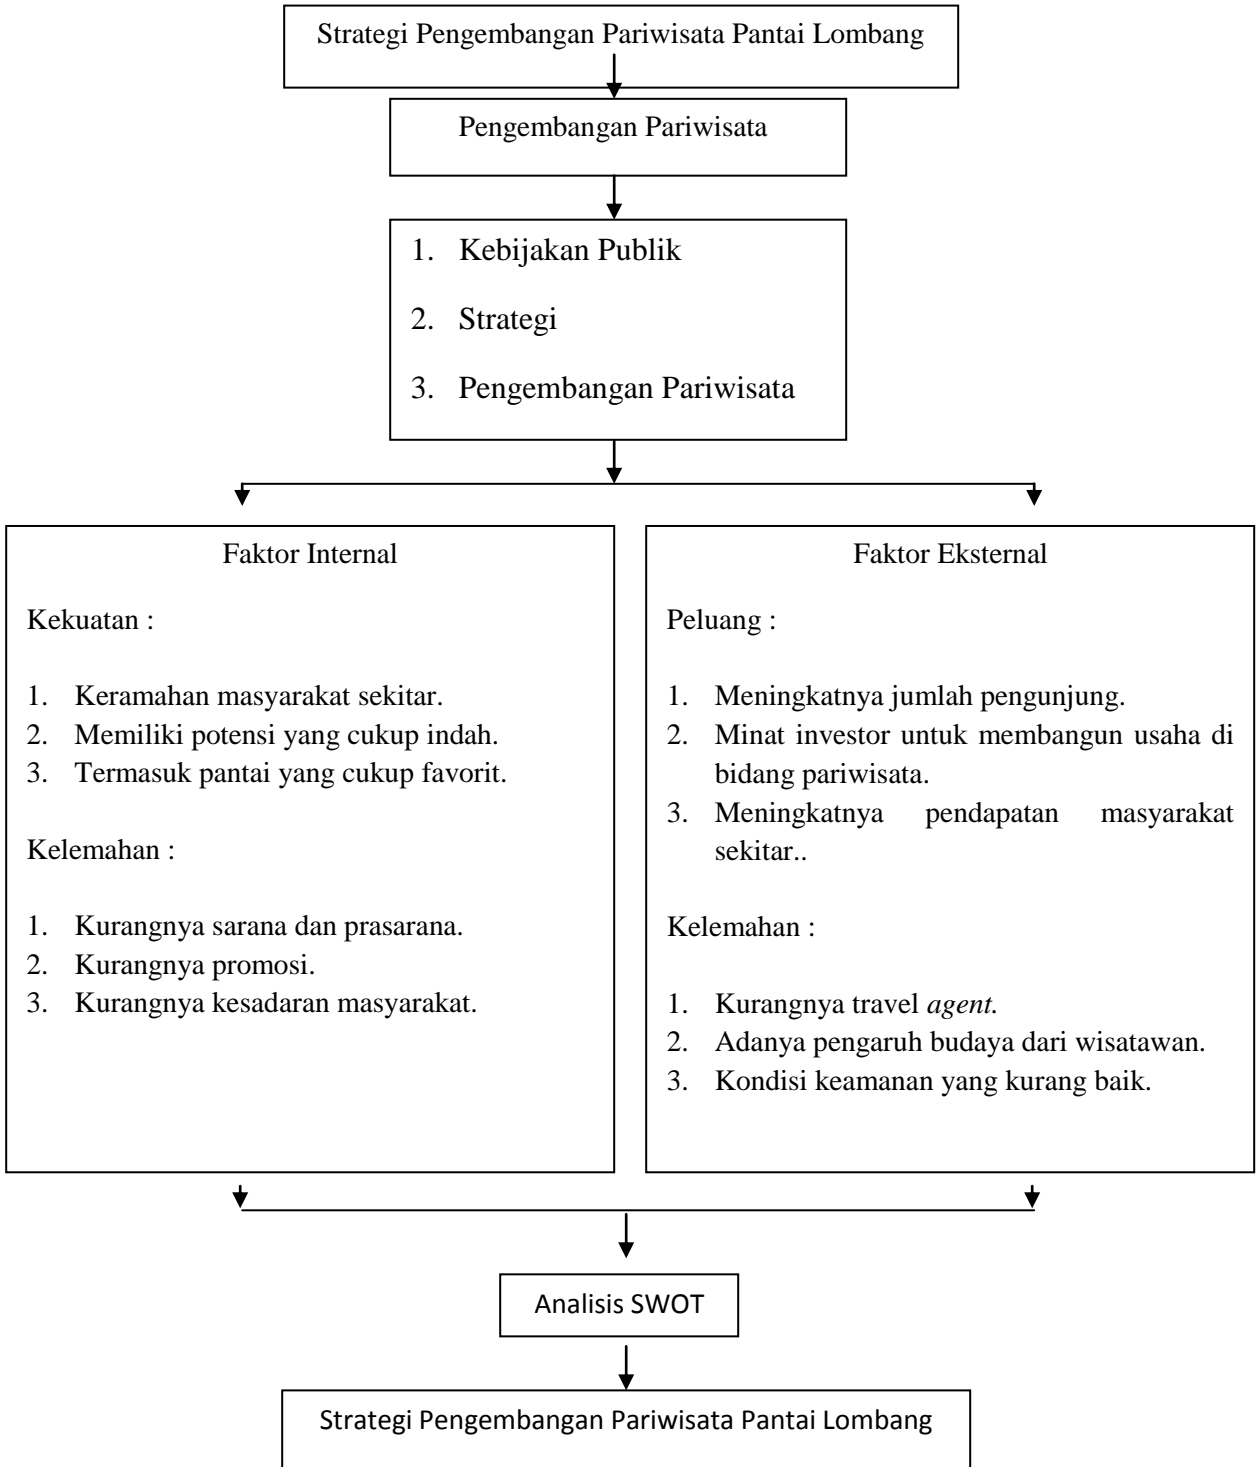 Strategi Pengembangan Pariwisata Pantai Lombang
Pengembangan Pariwisata
1. Kebijakan Publik
2. Strategi
3. Pengembangan Pariwisata
Faktor Internal
Kekuatan :
1. Keramahan masyarakat sekitar.
2. Memiliki potensi yang cukup indah.
3. Termasuk pantai yang cukup favorit.
Kelemahan :
1. Kurangnya sarana dan prasarana.
2. Kurangnya promosi.
3. Kurangnya kesadaran masyarakat.
Faktor Eksternal
Peluang :
1. Meningkatnya jumlah pengunjung.
2. Minat investor untuk membangun usaha di
bidang pariwisata.
3. Meningkatnya pendapatan masyarakat
sekitar..
Kelemahan :
1. Kurangnya travel agent.
2. Adanya pengaruh budaya dari wisatawan.
3. Kondisi keamanan yang kurang baik.
Analisis SWOT
Strategi Pengembangan Pariwisata Pantai Lombang